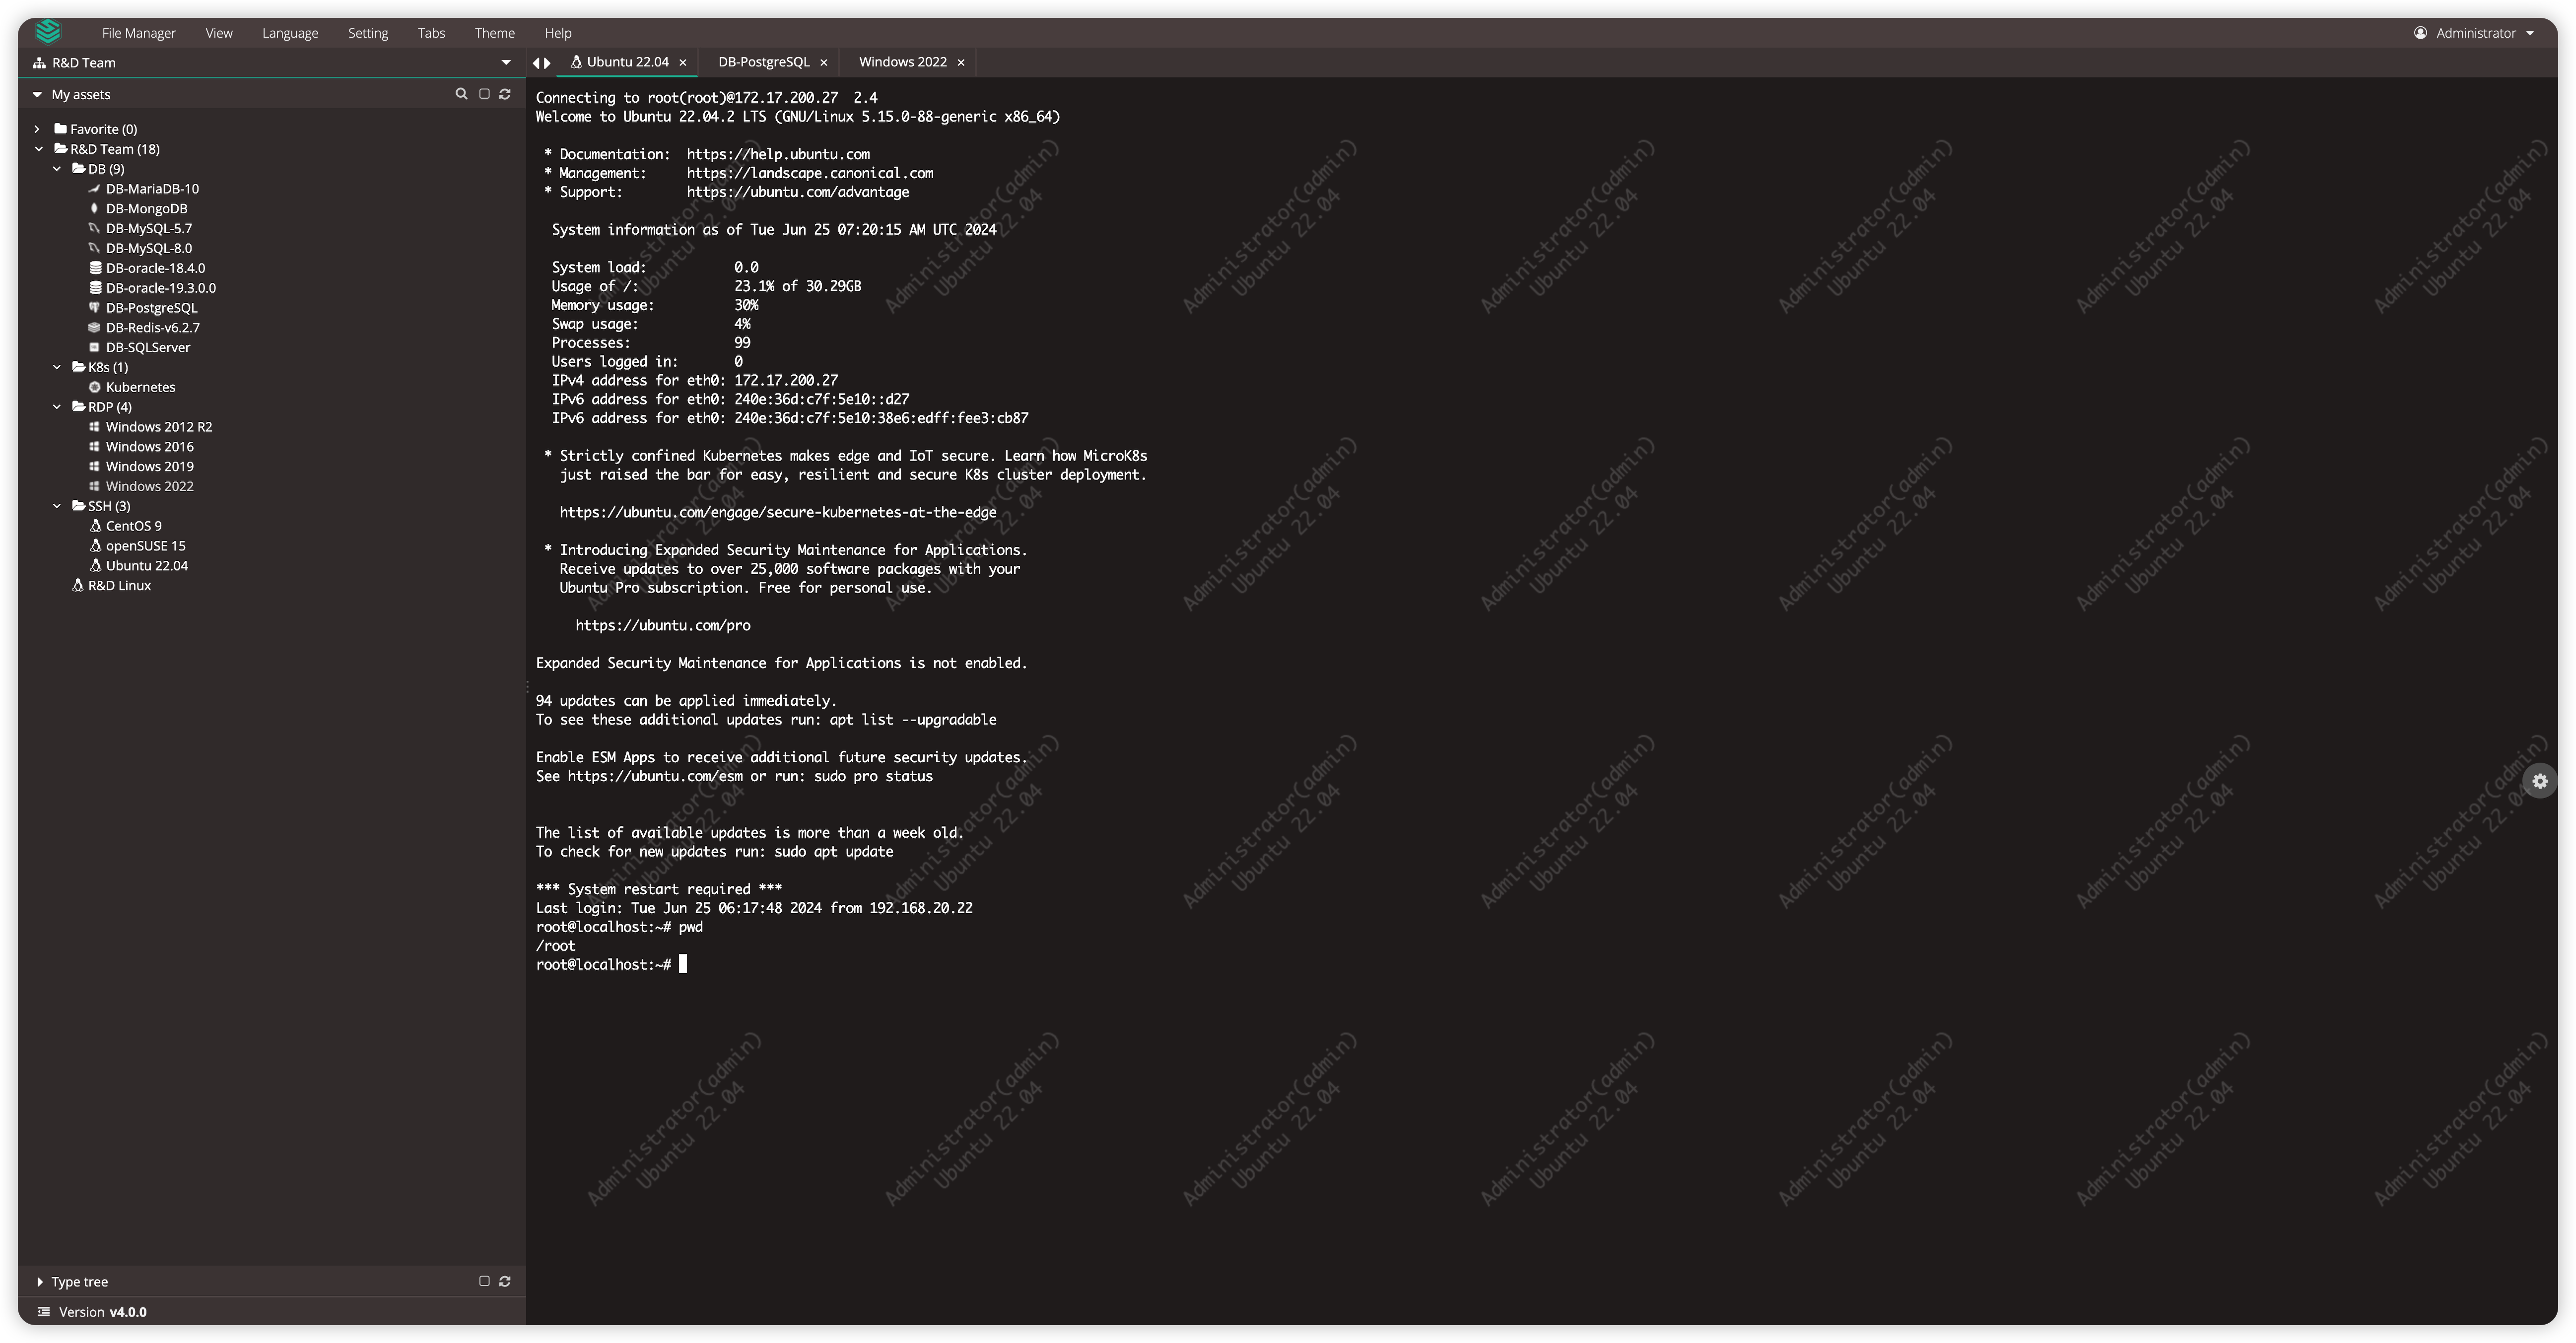 File Manager View Language Setting Tabs Theme Help Administrator
R&D Team
My assets
Favorite (0)
R&D Team (18)
DB (9)
DB-MariaDB-10
DB-MongoDB
DB-MySQL-5.7
DB-MySQL-8.0
DB-oracle-18.4.0
DB-oracle-19.3.0.0
DB-PostgreSQL
DB-Redis-v6.2.7
DB-SQLServer
K8s (1)
Kubernetes
RDP (4)
Windows 2012 R2
Windows 2016
Windows 2019
Windows 2022
SSH (3)
CentOS 9
openSUSE 15
Ubuntu 22.04
R&D Linux
Type tree
Version v4.0.0
Ubuntu 22.04 × DB-PostgreSQL × Windows 2022 ×
Connecting to root(root)@172.17.200.27  2.4
Welcome to Ubuntu 22.04.2 LTS (GNU/Linux 5.15.0-88-generic x86_64)
* Documentation:  https://help.ubuntu.com
* Management:     https://landscape.canonical.com
* Support:        https://ubuntu.com/advantage
System information as of Tue Jun 25 07:20:15 AM UTC 2024
System load:           0.0
Usage of /:            23.1% of 30.29GB
Memory usage:          30%
Swap usage:            4%
Processes:             99
Users logged in:       0
IPv4 address for eth0: 172.17.200.27
IPv6 address for eth0: 240e:36d:c7f:5e10::d27
IPv6 address for eth0: 240e:36d:c7f:5e10:38e6:edff:fee3:cb87
* Strictly confined Kubernetes makes edge and IoT secure. Learn how MicroK8s
just raised the bar for easy, resilient and secure K8s cluster deployment.
https://ubuntu.com/engage/secure-kubernetes-at-the-edge
* Introducing Expanded Security Maintenance for Applications.
Receive updates to over 25,000 software packages with your
Ubuntu Pro subscription. Free for personal use.
https://ubuntu.com/pro
Expanded Security Maintenance for Applications is not enabled.
94 updates can be applied immediately.
To see these additional updates run: apt list --upgradable
Enable ESM Apps to receive additional future security updates.
See https://ubuntu.com/esm or run: sudo pro status
The list of available updates is more than a week old.
To check for new updates run: sudo apt update
*** System restart required ***
Last login: Tue Jun 25 06:17:48 2024 from 192.168.20.22
root@localhost:~# pwd
/root
root@localhost:~#
Administrator(admin)
Ubuntu 22.04